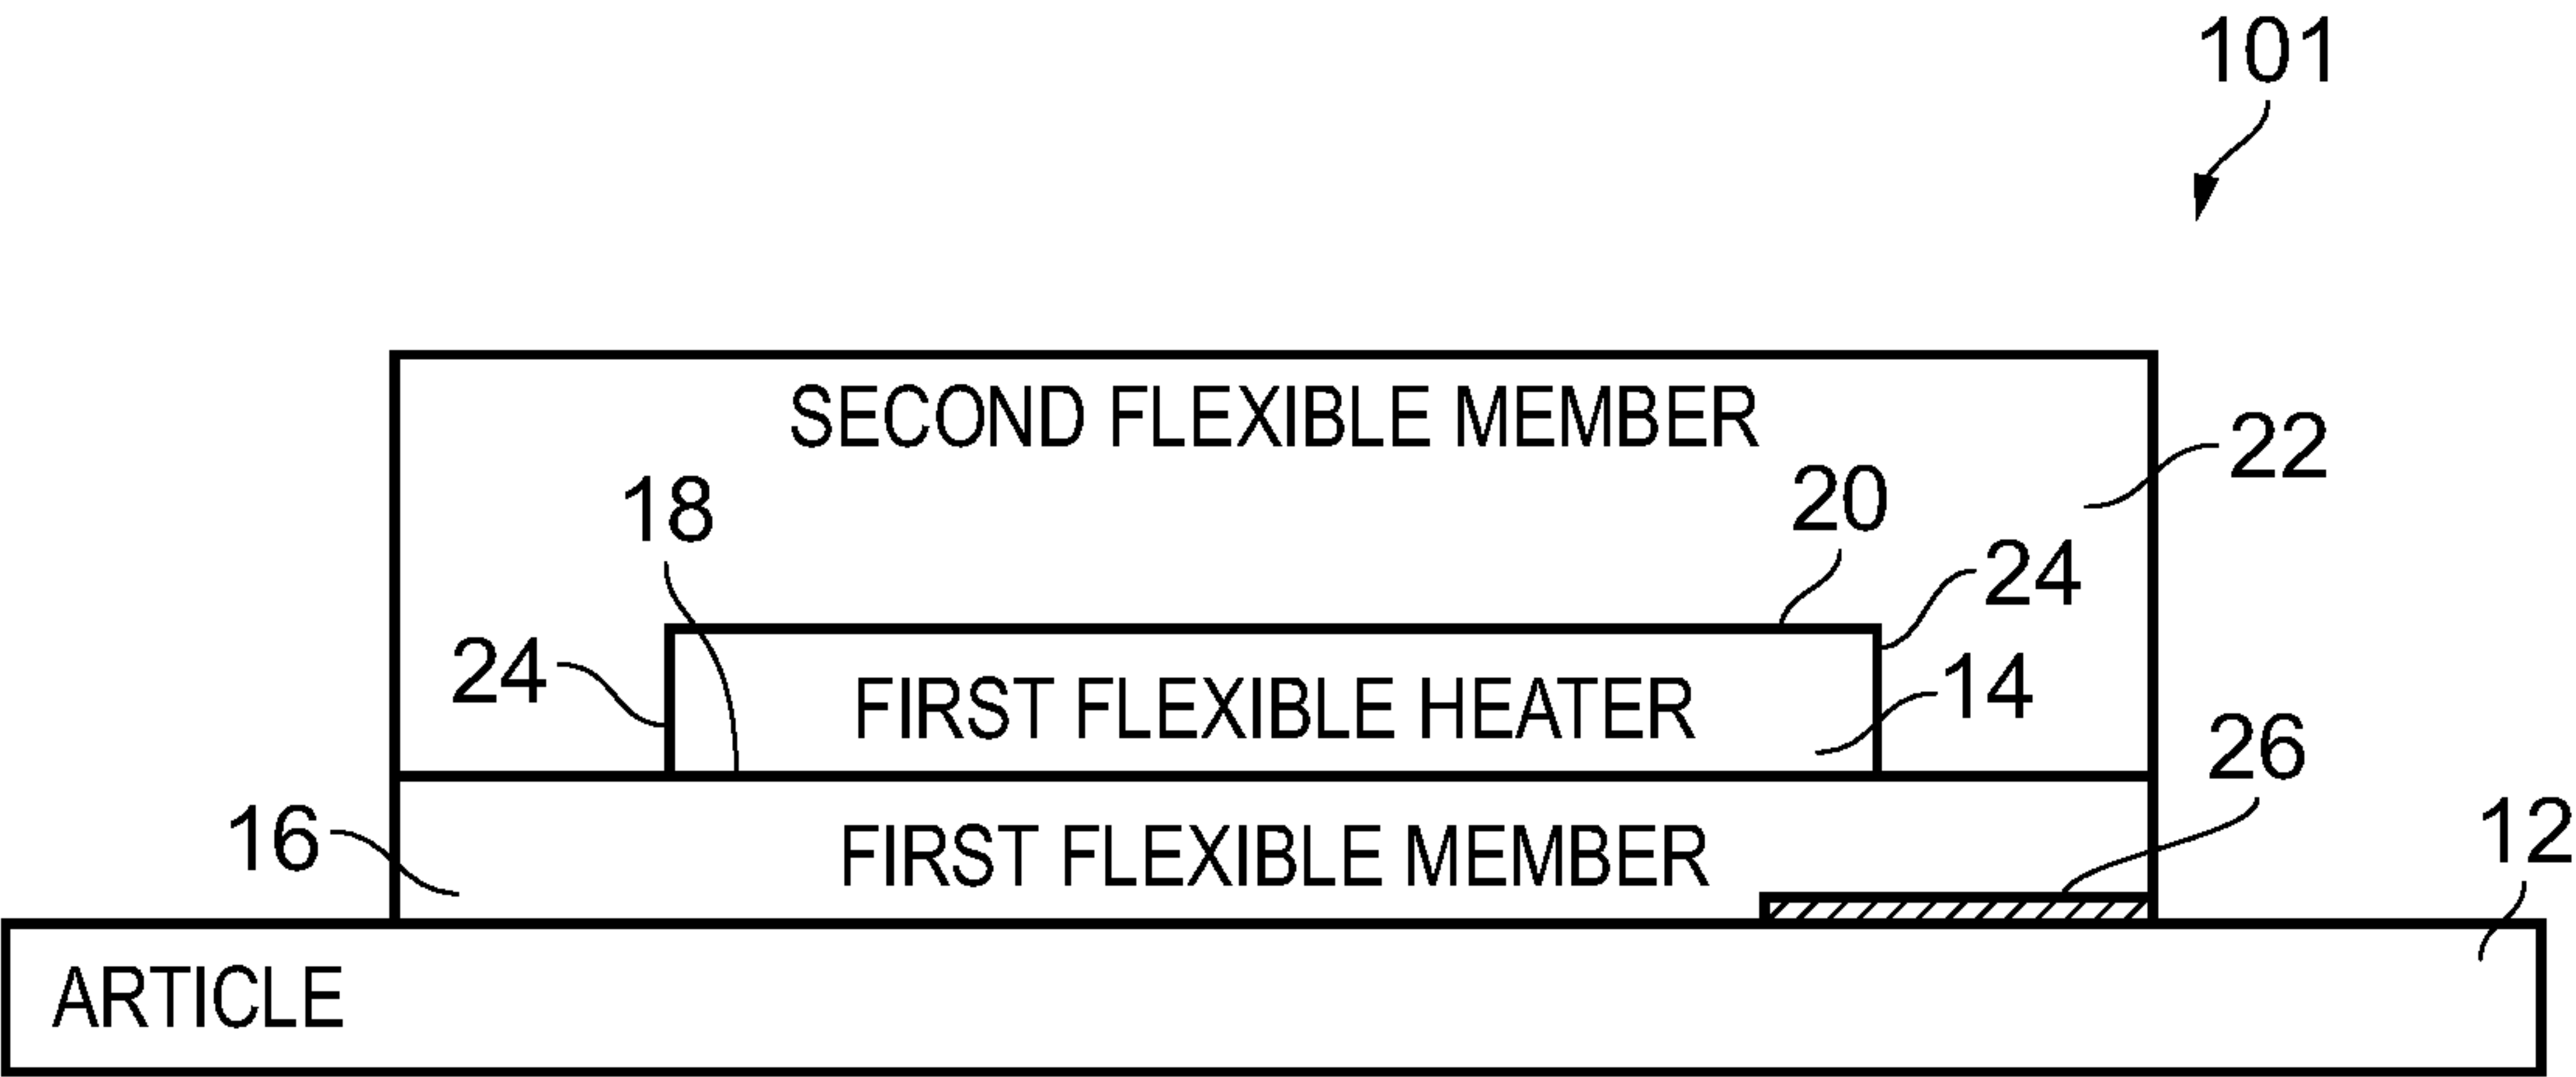 101
SECOND FLEXIBLE MEMBER
22
18
20
24
24
FIRST FLEXIBLE HEATER
14
26
16
FIRST FLEXIBLE MEMBER
12
ARTICLE